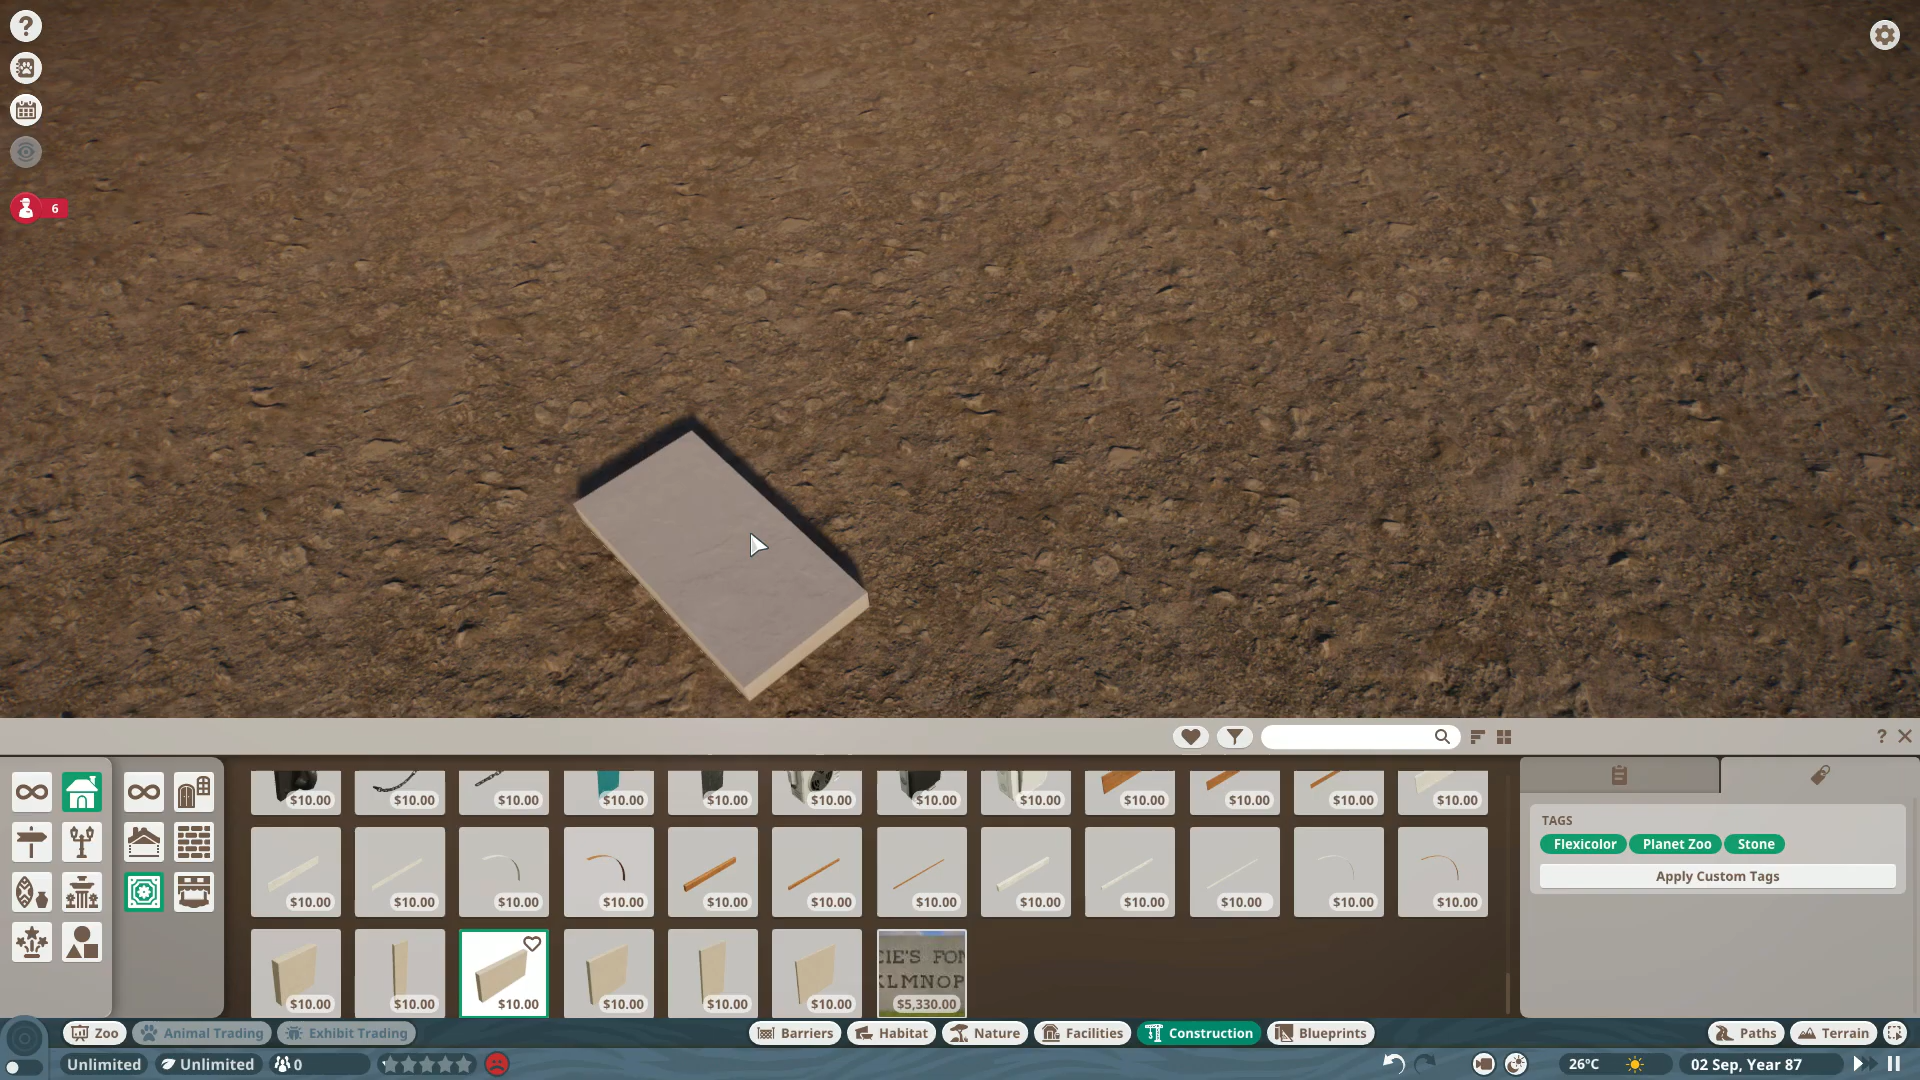 ?
6
?
$10.00 $10.00 $10.00 $10.00 $10.00 $10.00 $10.00 $10.00 $10.00 $10.00 $10.00 $10.00
$10.00 $10.00 $10.00 $10.00 $10.00 $10.00 $10.00 $10.00 $10.00 $10.00 $10.00 $10.00
CIE'S FON
KLMNOP
$10.00 $10.00 $10.00 $10.00 $10.00 $10.00 $5,330.00
TAGS
Flexicolor Planet Zoo Stone
Apply Custom Tags
Zoo Animal Trading Exhibit Trading Barriers Habitat Nature Facilities Construction Blueprints Paths Terrain
Unlimited Unlimited 0 26°C 02 Sep, Year 87